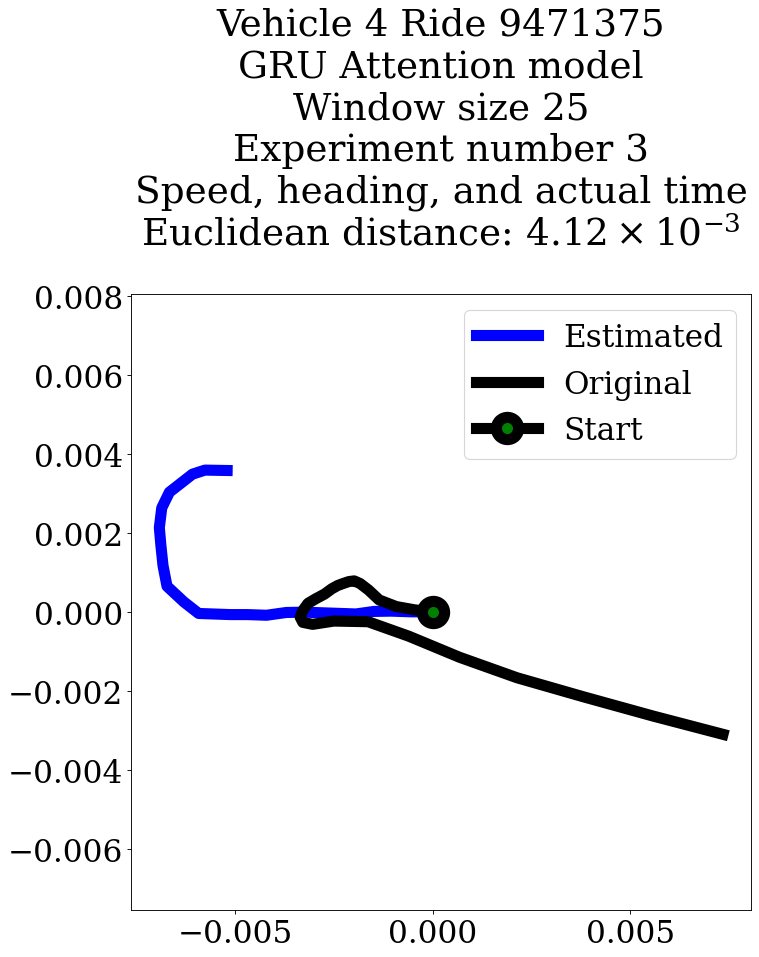 Vehicle 4 Ride 9471375
GRU Attention model
Window size 25
Experiment number 3
Speed, heading, and actual time
Euclidean distance: 4.12 × 10⁻³
0.008
0.006
0.004
0.002
0.000
−0.002
−0.004
−0.006
Estimated
Original
Start
−0.005 0.000 0.005